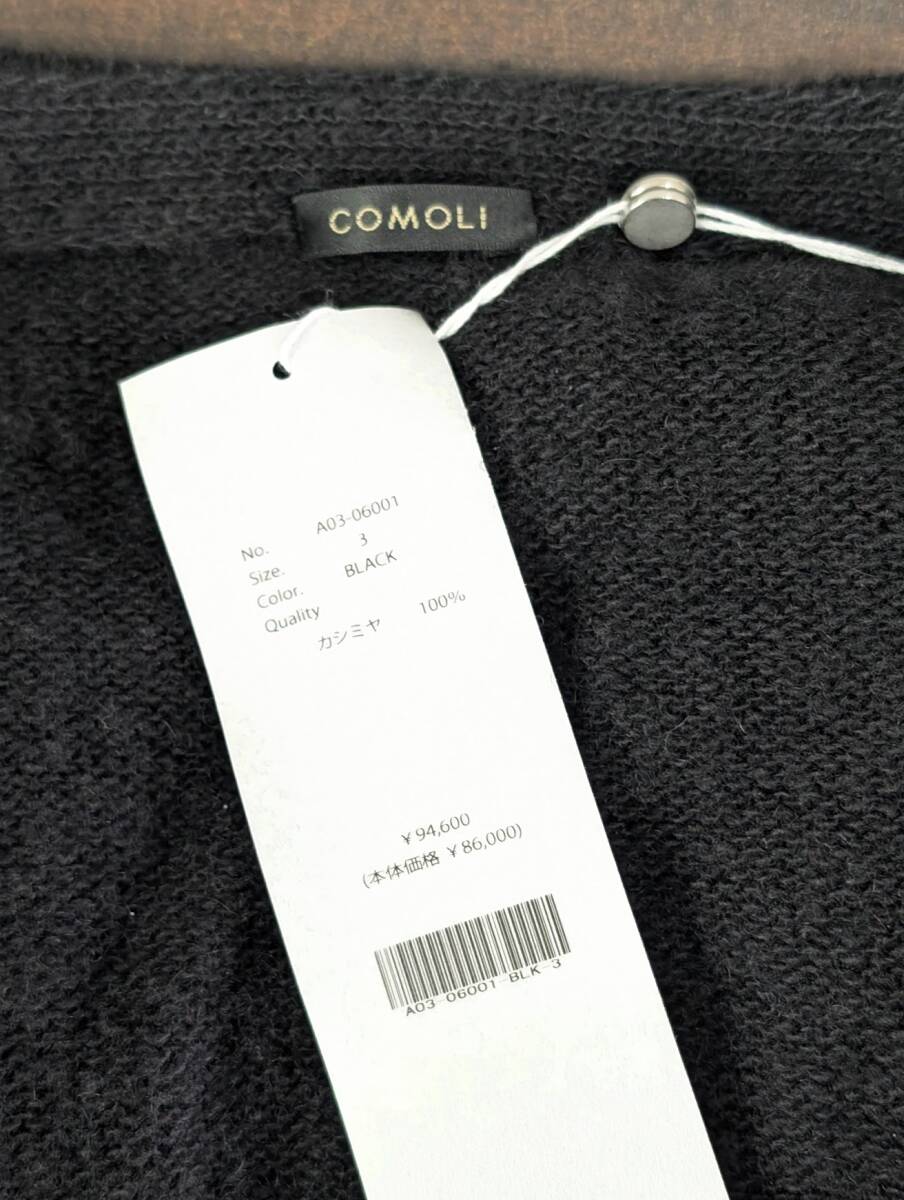 COMOLI
No. A03-06001
Size. 3
Color. BLACK
Quality
カシミヤ 100%
¥94,600
(本体価格 ¥86,000)
A03-06001-BLK-3